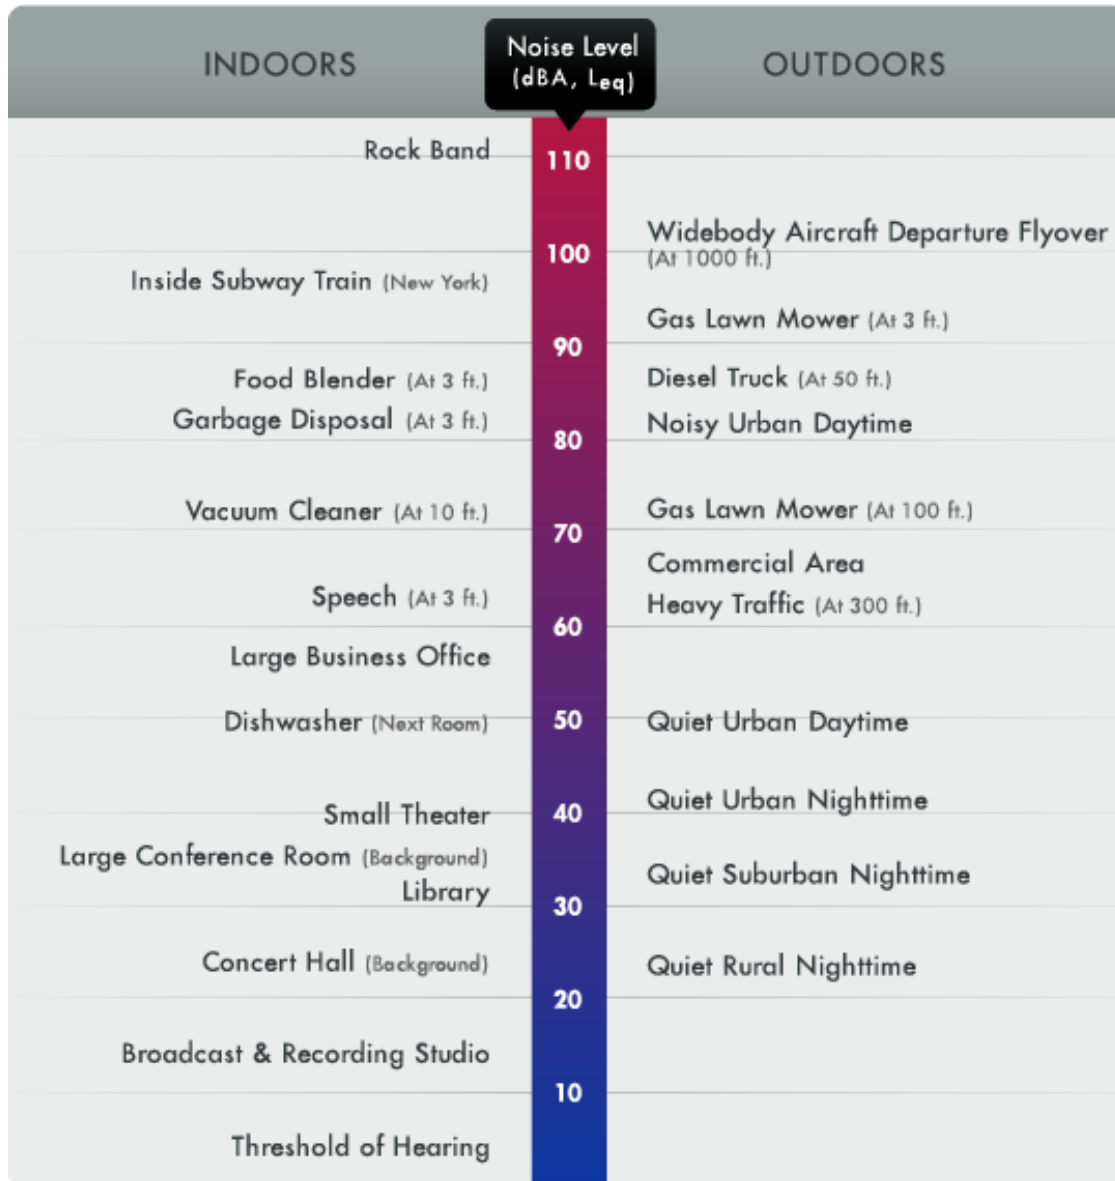 INDOORS
Noise Level
(dBA, Leq)
OUTDOORS
Rock Band
110
Widebody Aircraft Departure Flyover
(At 1000 ft.)
100
Inside Subway Train (New York)
Gas Lawn Mower (At 3 ft.)
90
Food Blender (At 3 ft.)
Diesel Truck (At 50 ft.)
Garbage Disposal (At 3 ft.)
Noisy Urban Daytime
80
Vacuum Cleaner (At 10 ft.)
Gas Lawn Mower (At 100 ft.)
70
Commercial Area
Speech (At 3 ft.)
Heavy Traffic (At 300 ft.)
60
Large Business Office
Dishwasher (Next Room)
50
Quiet Urban Daytime
Quiet Urban Nighttime
Small Theater
40
Large Conference Room (Background)
Quiet Suburban Nighttime
Library
30
Concert Hall (Background)
Quiet Rural Nighttime
20
Broadcast & Recording Studio
10
Threshold of Hearing